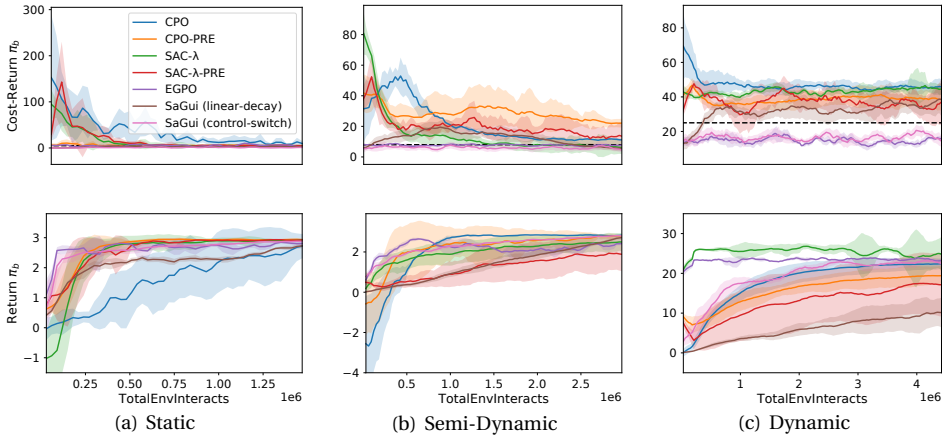 Cost-Return π_b
300
200
100
0
CPO
CPO-PRE
SAC-λ
SAC-λ-PRE
EGPO
SaGui (linear-decay)
SaGui (control-switch)
80
60
40
20
0
80
60
40
20
Return π_b
3
2
1
0
−1
0.25 0.50 0.75 1.00 1.25
TotalEnvInteracts 1e6
2
0
−2
−4
0.5 1.0 1.5 2.0 2.5
TotalEnvInteracts 1e6
30
20
10
0
1 2 3 4
TotalEnvInteracts 1e6
(a) Static
(b) Semi-Dynamic
(c) Dynamic